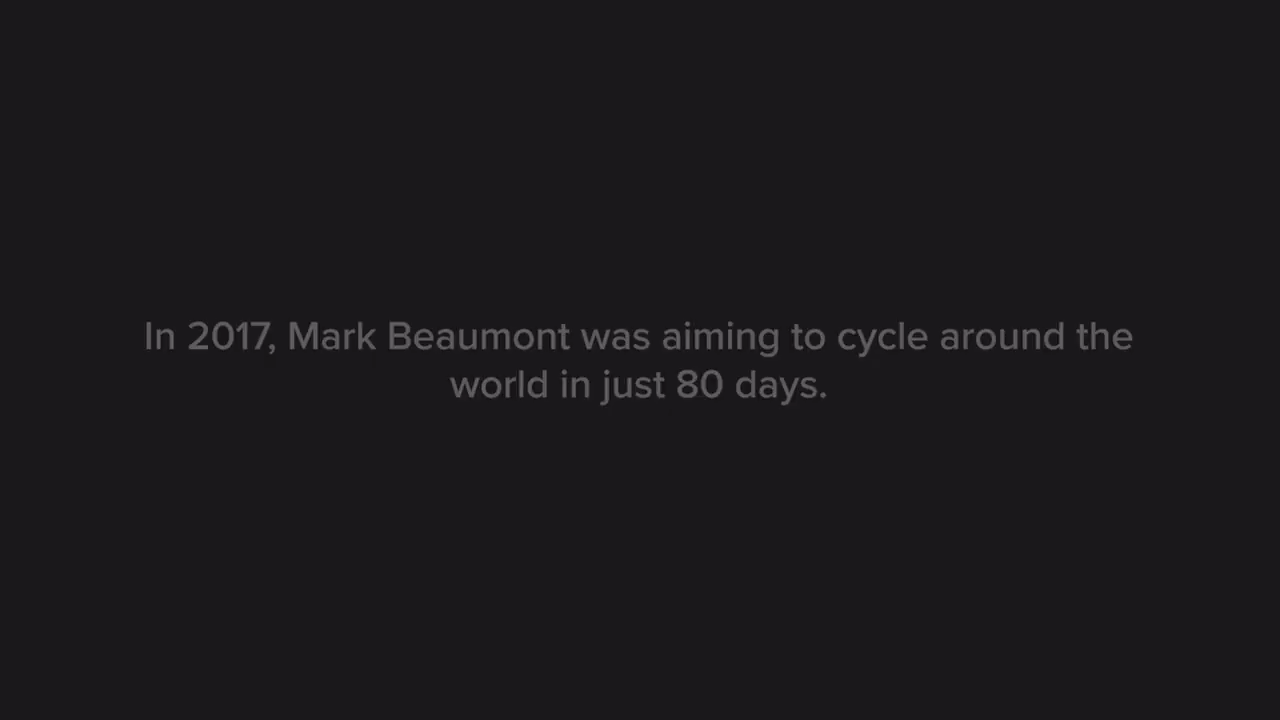 In 2017, Mark Beaumont was aiming to cycle around the
world in just 80 days.